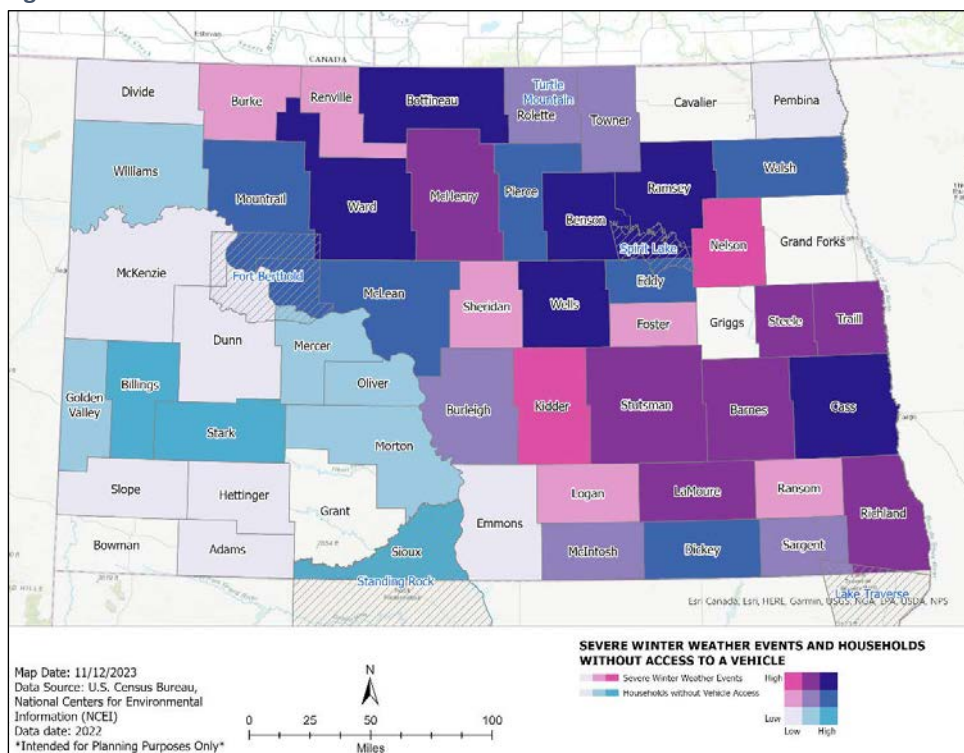 CANADA
Divide
Burke
Renville
Bottineau
Turtle
Mountain
Rolette
Towner
Cavalier
Pembina
Williams
Mountrail
Ward
McHenry
Pierce
Benson
Ramsey
Walsh
Spirit Lake
Nelson
Grand Forks
McKenzie
Fort Berthold
McLean
Sheridan
Wells
Eddy
Foster
Griggs
Steele
Traill
Dunn
Mercer
Oliver
Golden
Valley
Billings
Stark
Burleigh
Kidder
Stutsman
Barnes
Cass
Morton
Slope
Hettinger
Grant
Emmons
Logan
LaMoure
Ransom
Richland
Bowman
Adams
Sioux
McIntosh
Dickey
Sargent
Standing Rock
Lake Traverse
Esri Canada, Esri, HERE, Garmin, USGS, NGA, EPA, USDA, NPS
Map Date: 11/12/2023
Data Source: U.S. Census Bureau,
National Centers for Environmental
Information (NCEI)
Data date: 2022
*Intended for Planning Purposes Only*
N
0 25 50 100
Miles
SEVERE WINTER WEATHER EVENTS AND HOUSEHOLDS
WITHOUT ACCESS TO A VEHICLE
Severe Winter Weather Events
Households without Vehicle Access
High
Low
Low High